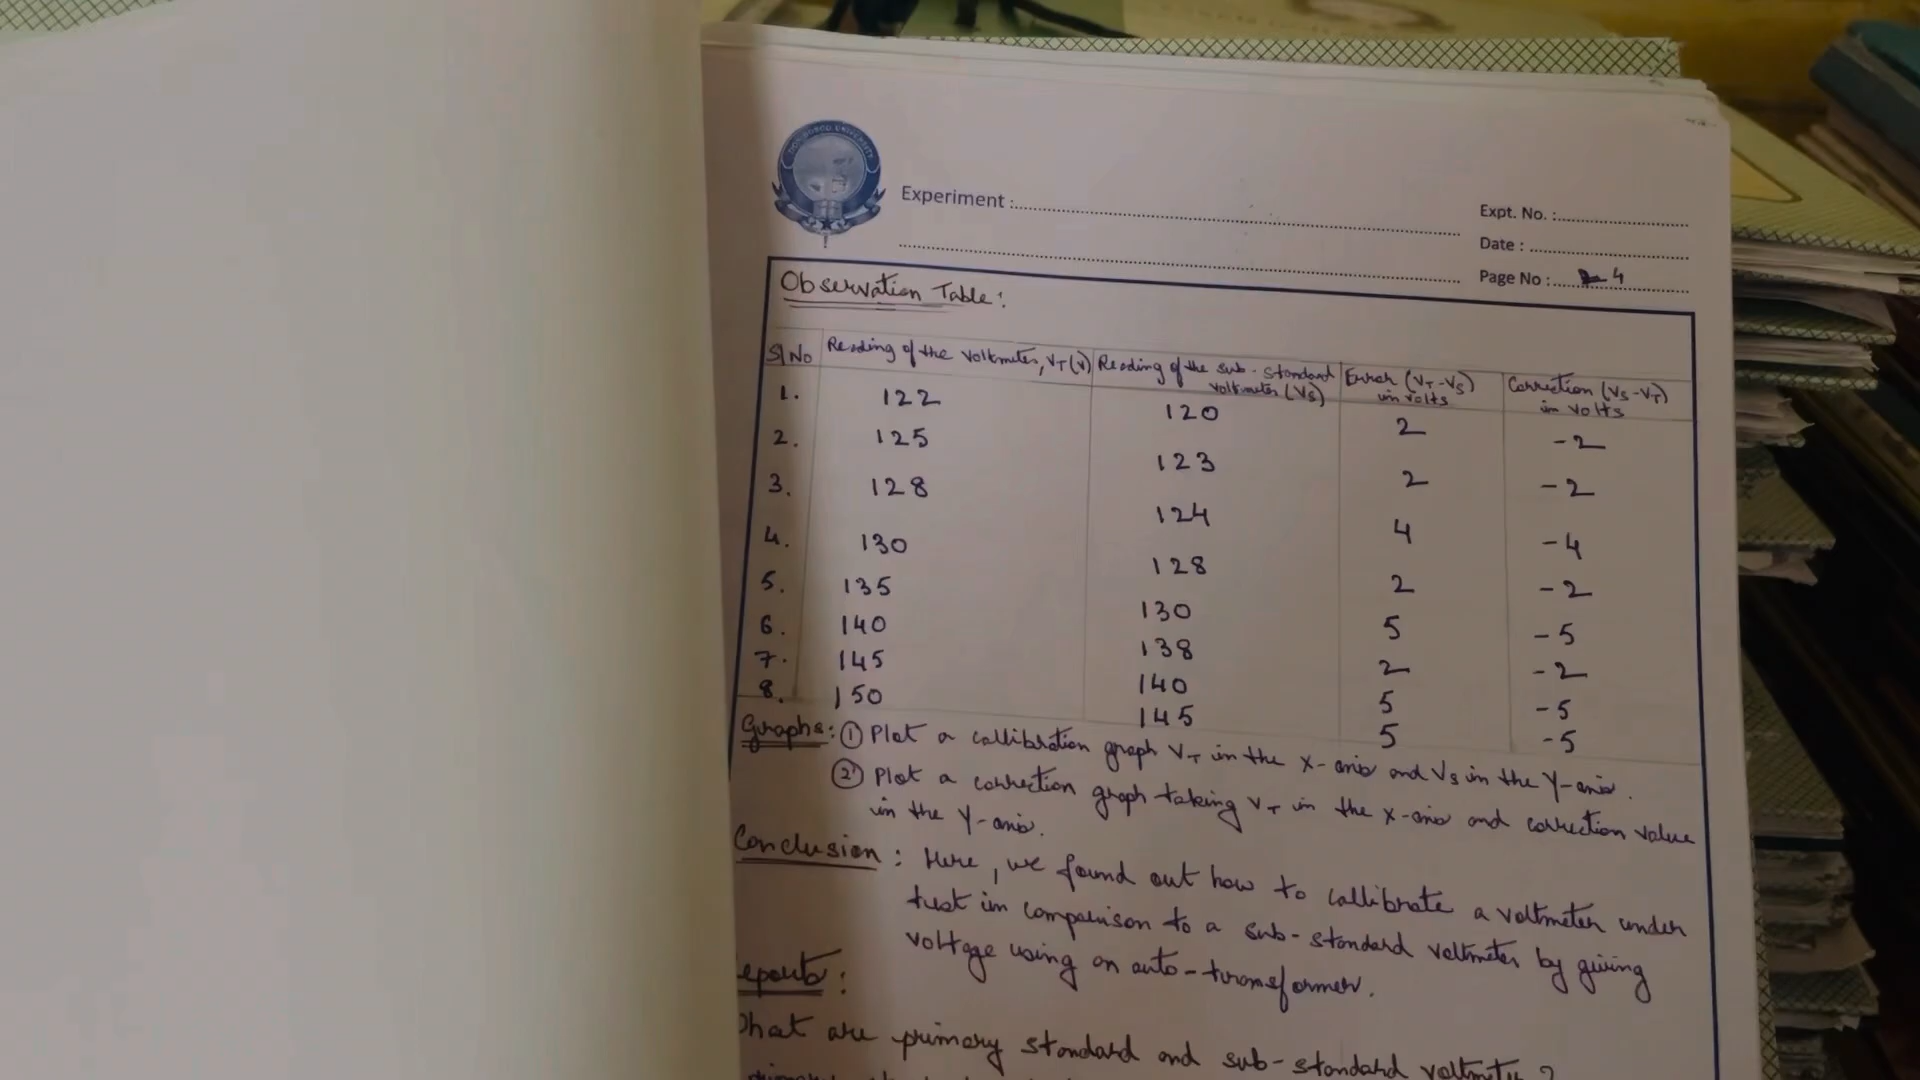 DON BOSCO UNIVERSITY
Experiment :
Expt. No. :
Date :
Page No : 4
Observation Table :
Sl No Reading of the voltmeter, VT (V) Reading of the sub-standard voltmeter (VS) Error (VT-VS) in volts Correction (VS-VT) in volts
1. 122 120 2 -2
2. 125 123 2 -2
3. 128 124 4 -4
4. 130 128 2 -2
5. 135 130 5 -5
6. 140 138 2 -2
7. 145 140 5 -5
8. 150 145 5 -5
Graphs: ① Plot a callibration graph VT in the X-axis and VS in the Y-axis.
② Plot a correction graph taking VT in the X-axis and correction value
in the Y-axis.
Conclusion : Here, we found out how to callibrate a voltmeter under
test in comparison to a sub-standard voltmeter by giving
voltage using an auto-transformer.
eports :
What are primary standard and sub-standard voltmeter?